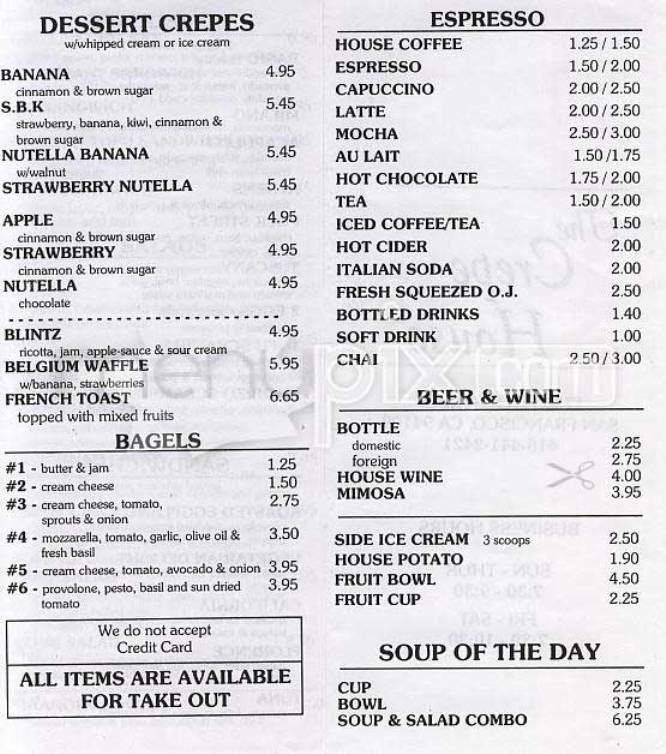 DESSERT CREPES
w/whipped cream or ice cream
BANANA 4.95
cinnamon & brown sugar
S.B.K 5.45
strawberry, banana, kiwi, cinnamon &
brown sugar
NUTELLA BANANA 5.45
w/walnut
STRAWBERRY NUTELLA 5.45
APPLE 4.95
cinnamon & brown sugar
STRAWBERRY 4.95
cinnamon & brown sugar
NUTELLA 4.95
chocolate
BLINTZ 4.95
ricotta, jam, apple-sauce & sour cream
BELGIUM WAFFLE 5.95
w/banana, strawberries
FRENCH TOAST 6.65
topped with mixed fruits
BAGELS
#1 - butter & jam 1.25
#2 - cream cheese 1.50
#3 - cream cheese, tomato, 2.75
sprouts & onion
#4 - mozzarella, tomato, garlic, olive oil & 3.50
fresh basil
#5 - cream cheese, tomato, avocado & onion 3.95
#6 - provolone, pesto, basil and sun dried 3.95
tomato
We do not accept
Credit Card
ALL ITEMS ARE AVAILABLE
FOR TAKE OUT
ESPRESSO
HOUSE COFFEE 1.25 / 1.50
ESPRESSO 1.50 / 2.00
CAPUCCINO 2.00 / 2.50
LATTE 2.00 / 2.50
MOCHA 2.50 / 3.00
AU LAIT 1.50 /1.75
HOT CHOCOLATE 1.75 / 2.00
TEA 1.50 / 2.00
ICED COFFEE/TEA 1.50
HOT CIDER 2.00
ITALIAN SODA 2.00
FRESH SQUEEZED O.J. 2.50
BOTTLED DRINKS 1.40
SOFT DRINK 1.00
CHAI 2.50 / 3.00
BEER & WINE
BOTTLE
domestic 2.25
foreign 2.75
HOUSE WINE 4.00
MIMOSA 3.95
SIDE ICE CREAM 3 scoops 2.50
HOUSE POTATO 1.90
FRUIT BOWL 4.50
FRUIT CUP 2.25
SOUP OF THE DAY
CUP 2.25
BOWL 3.75
SOUP & SALAD COMBO 6.25